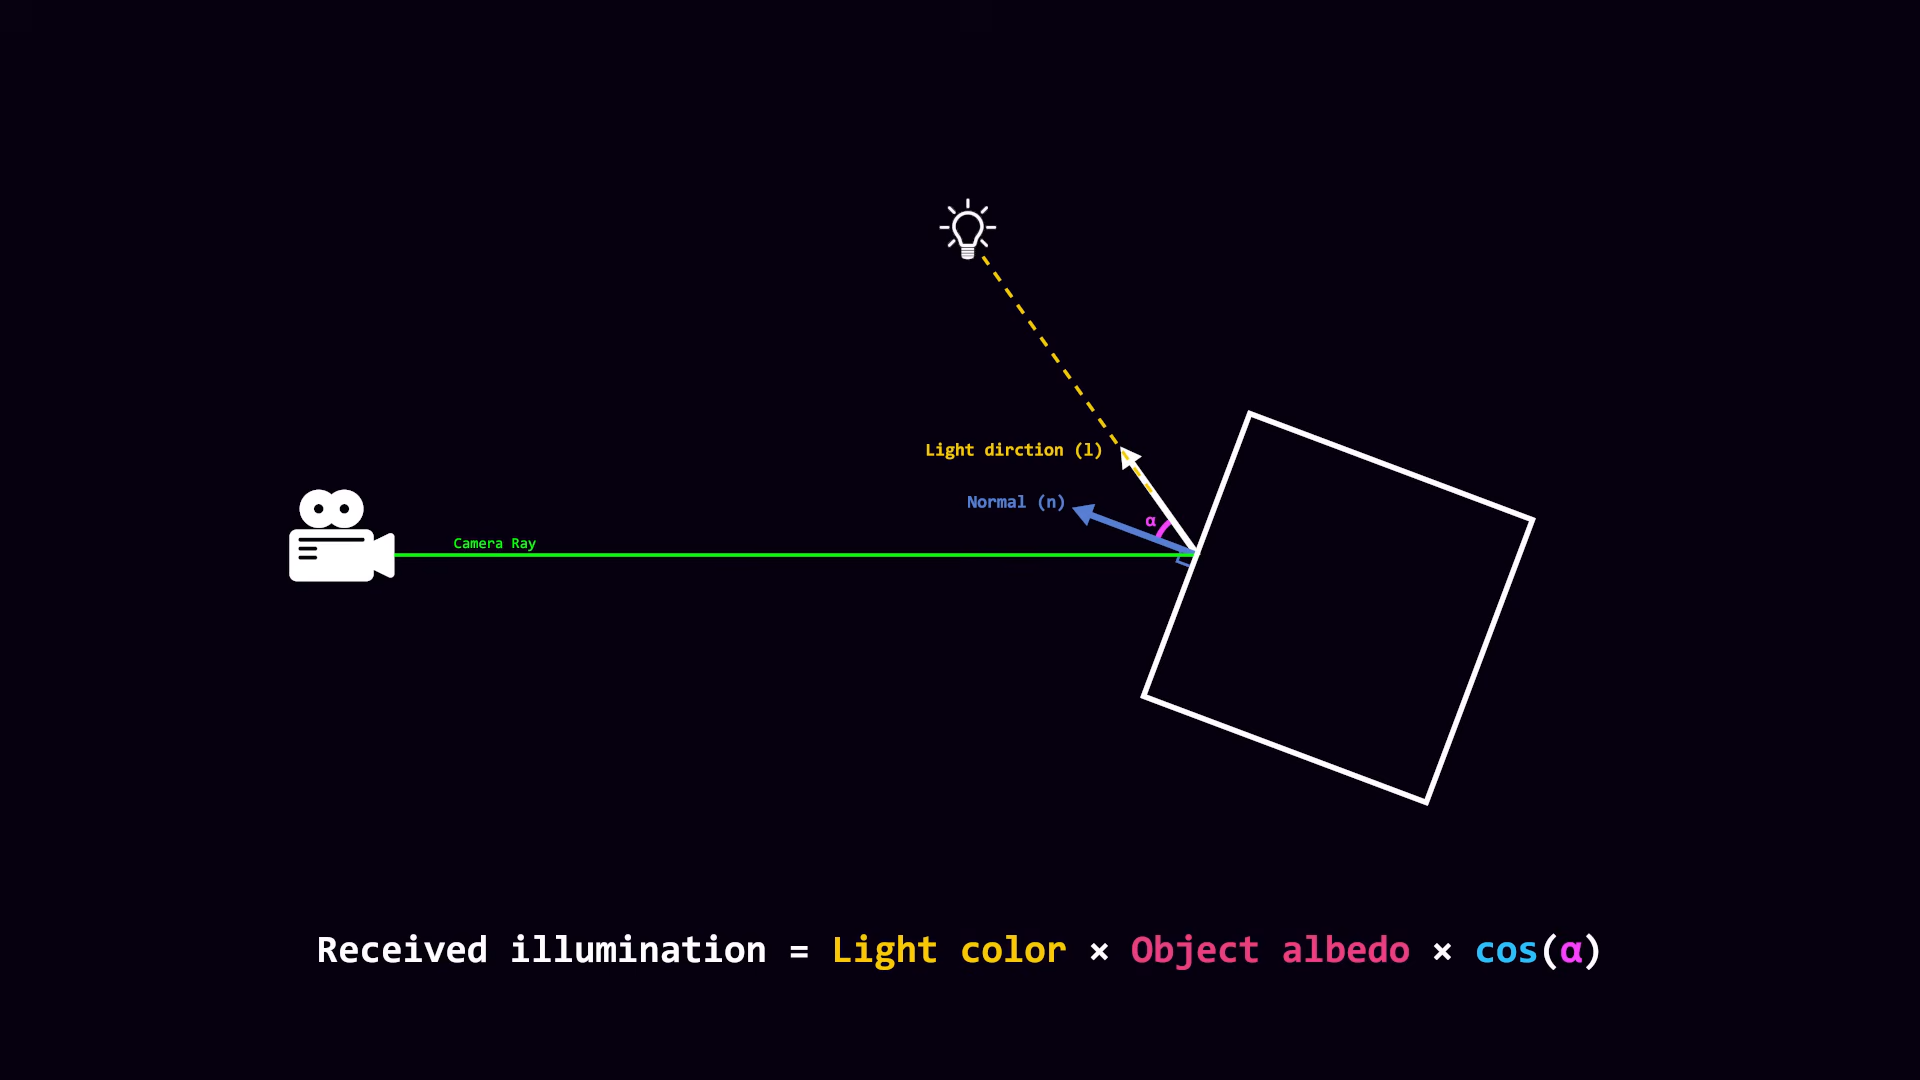 Light dirction (l)
Normal (n)
α
Camera Ray
Received illumination = Light color × Object albedo × cos(α)